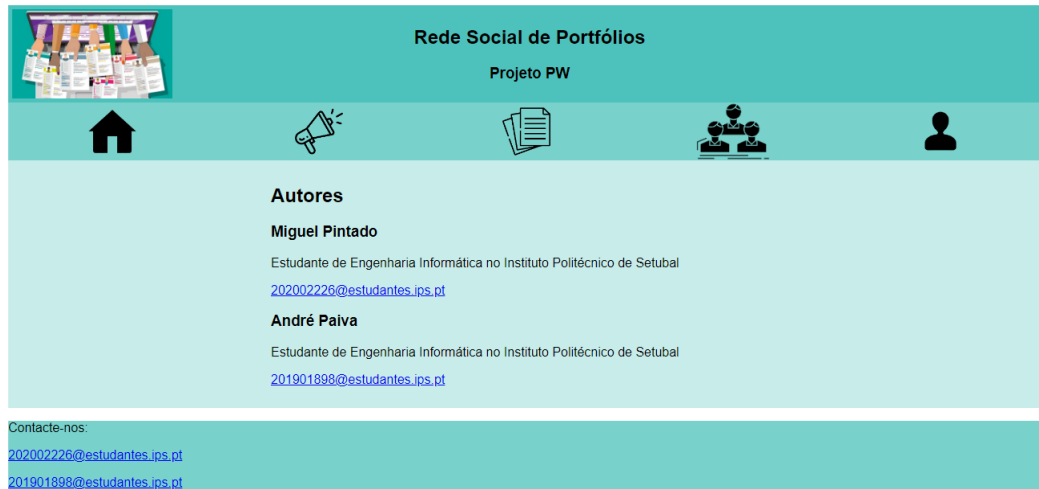 Rede Social de Portfólios
Projeto PW
Autores
Miguel Pintado
Estudante de Engenharia Informática no Instituto Politécnico de Setubal
202002226@estudantes.ips.pt
André Paiva
Estudante de Engenharia Informática no Instituto Politécnico de Setubal
201901898@estudantes.ips.pt
Contacte-nos:
202002226@estudantes.ips.pt
201901898@estudantes.ips.pt